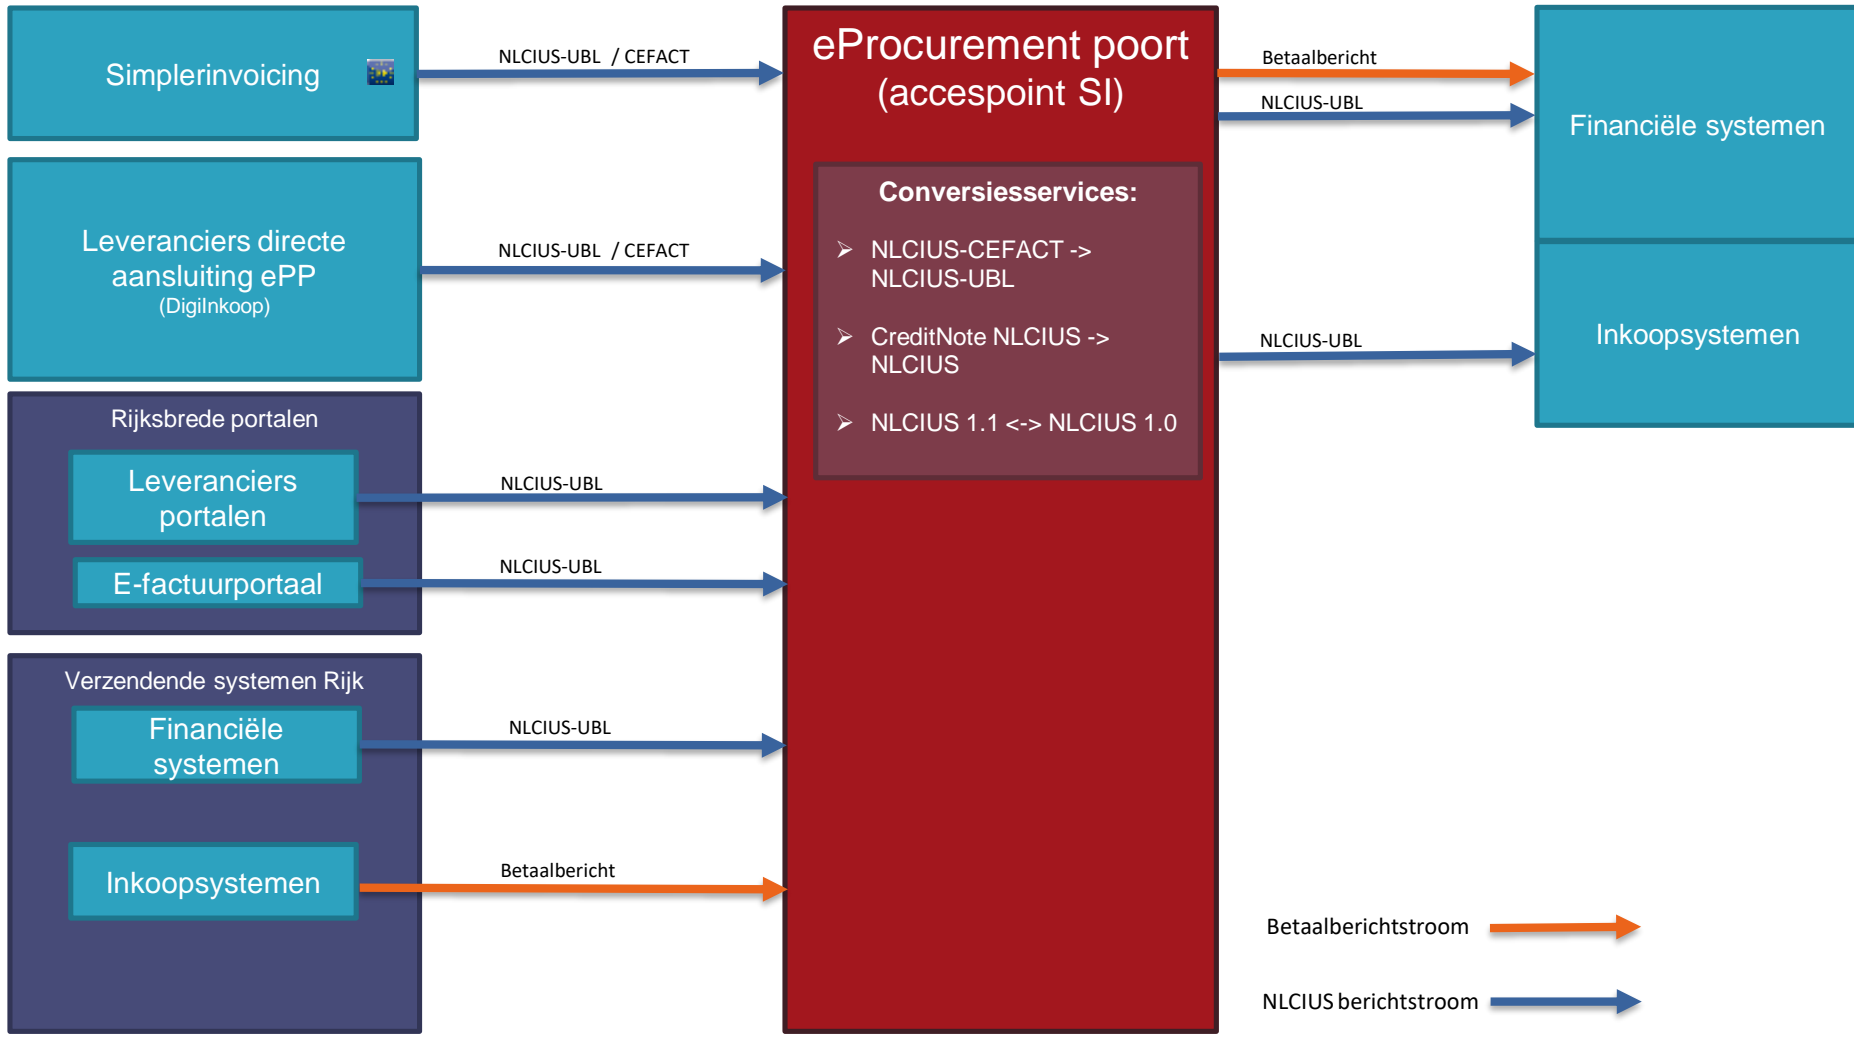 Simplerinvoicing
NLCIUS-UBL / CEFACT
Leveranciers directe
aansluiting ePP
(DigiInkoop)
NLCIUS-UBL / CEFACT
Rijksbrede portalen
Leveranciers
portalen
NLCIUS-UBL
E-factuurportaal
NLCIUS-UBL
Verzendende systemen Rijk
Financiële
systemen
NLCIUS-UBL
Inkoopsystemen
Betaalbericht
eProcurement poort
(accespoint SI)
Conversiesservices:
➢ NLCIUS-CEFACT ->
NLCIUS-UBL
➢ CreditNote NLCIUS ->
NLCIUS
➢ NLCIUS 1.1 <-> NLCIUS 1.0
Betaalbericht
NLCIUS-UBL
Financiële systemen
NLCIUS-UBL
Inkoopsystemen
Betaalberichtstroom
NLCIUS berichtstroom